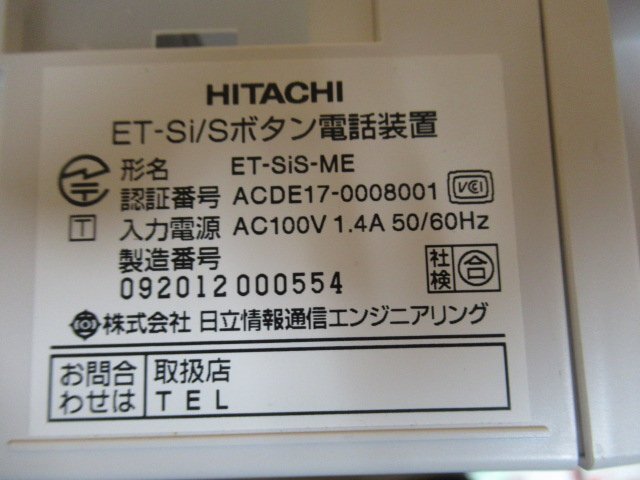 HITACHI
ET-Si/Sボタン電話装置
形名 ET-SiS-ME
認証番号 ACDE17-0008001 VCI
T 入力電源 AC100V 1.4A 50/60Hz
製造番号
092012 000554
社検 合
株式会社 日立情報通信エンジニアリング
お問合わせは 取扱店
TEL